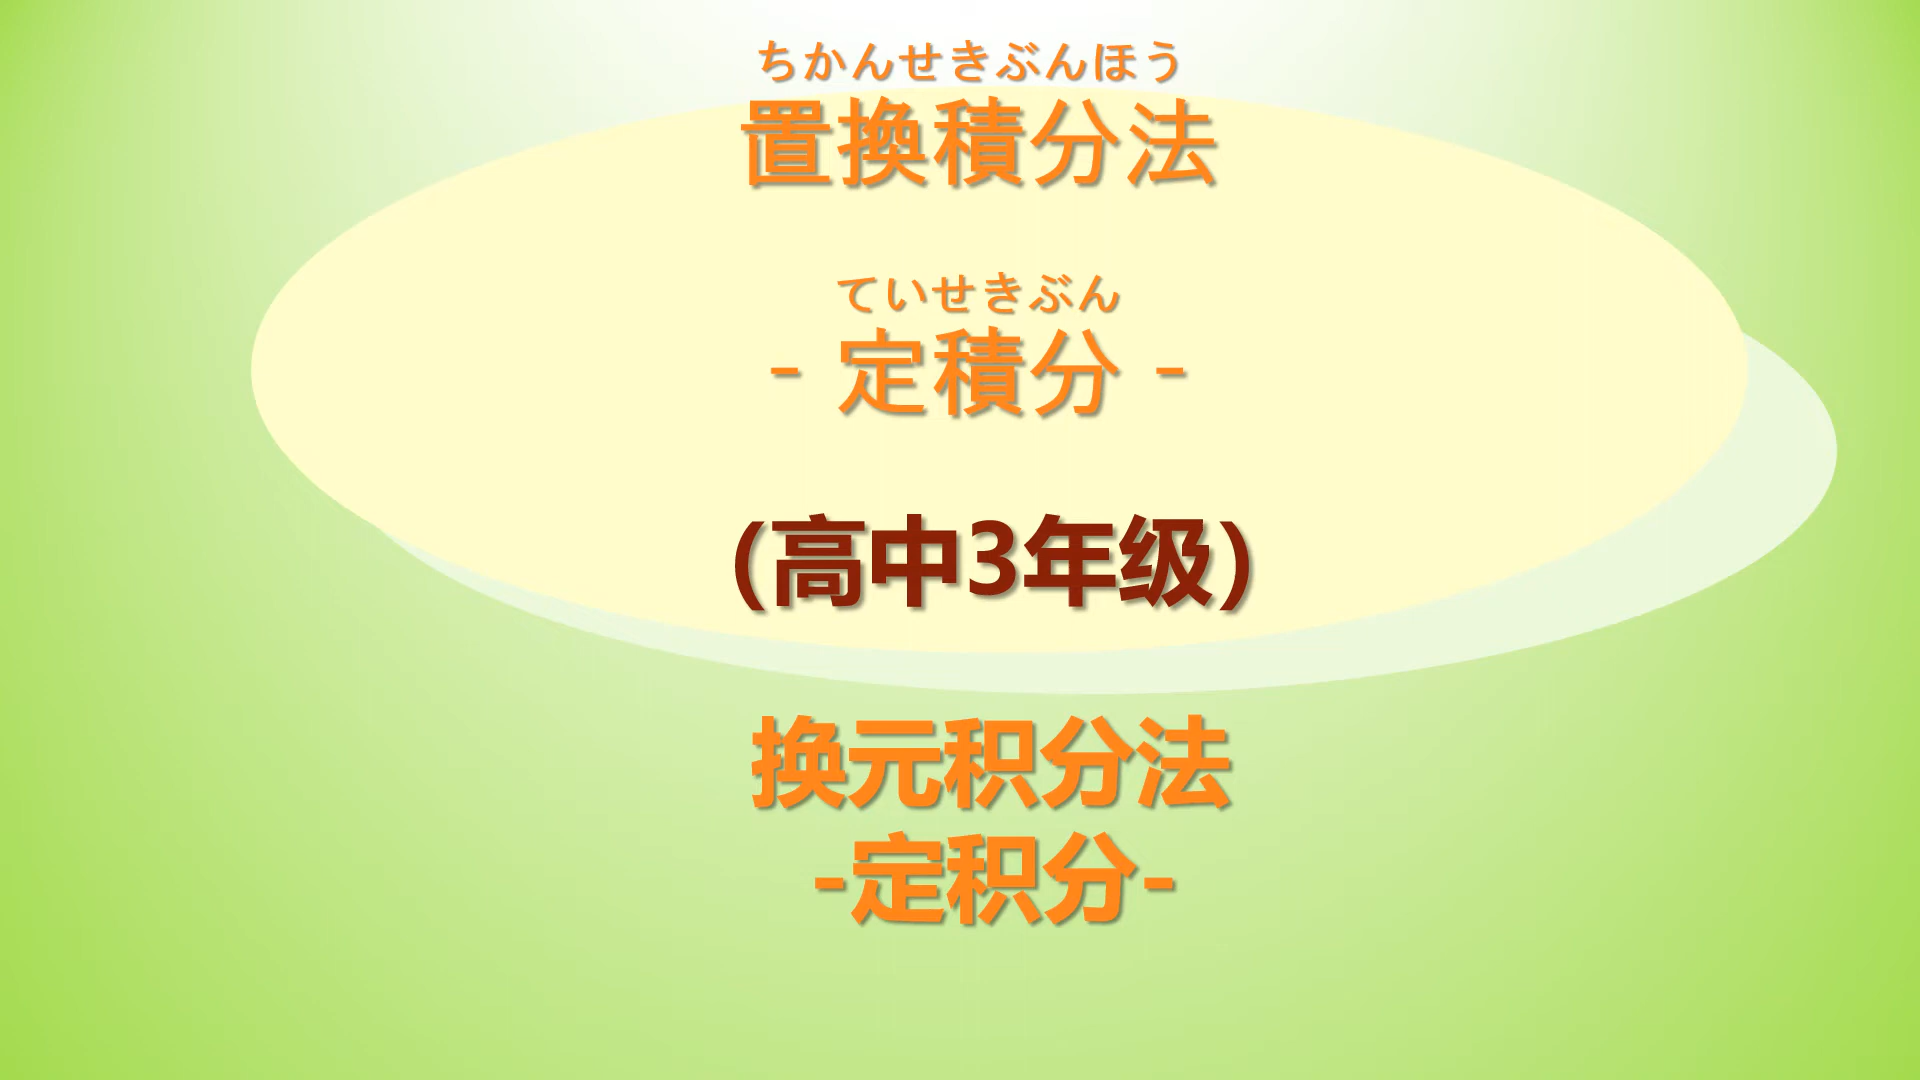 ちかんせきぶんほう
置換積分法
ていせきぶん
- 定積分 -
(高中3年级)
换元积分法
-定积分-